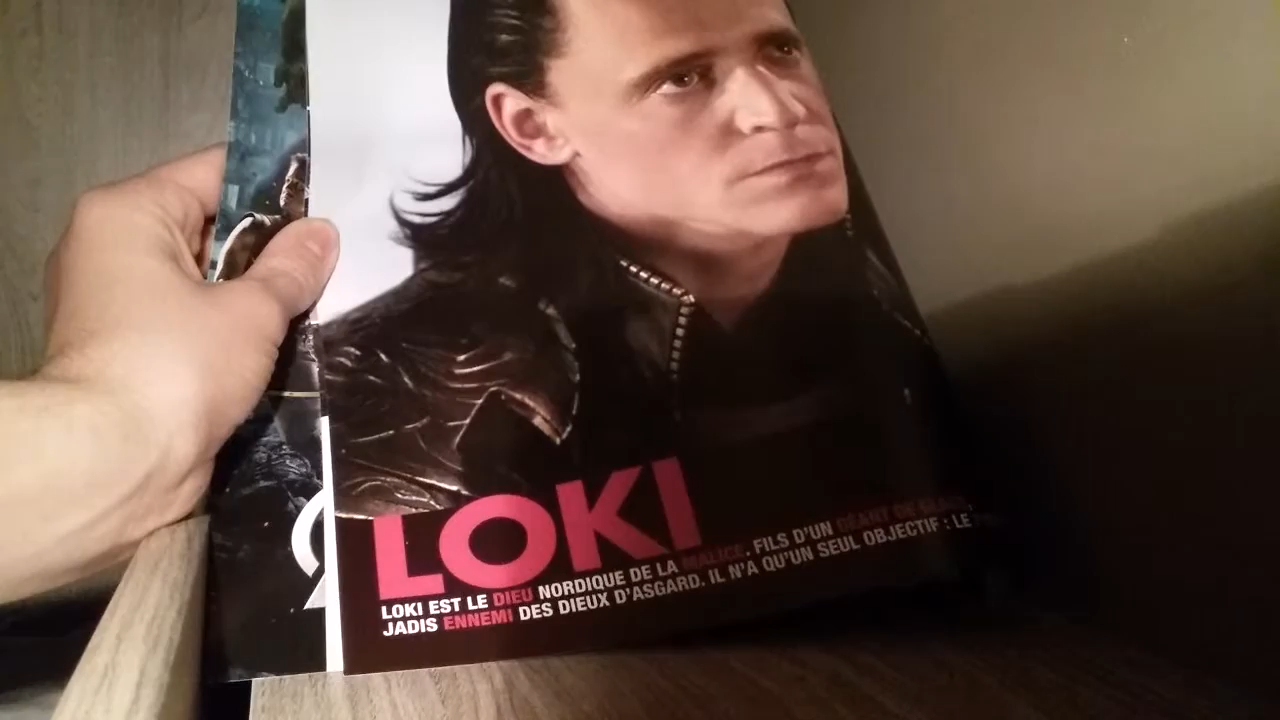 LOKI
LOKI EST LE DIEU NORDIQUE DE LA MALICE. FILS D'UN GÉANT DE GLACE,
JADIS ENNEMI DES DIEUX D'ASGARD. IL N'A QU'UN SEUL OBJECTIF : LE